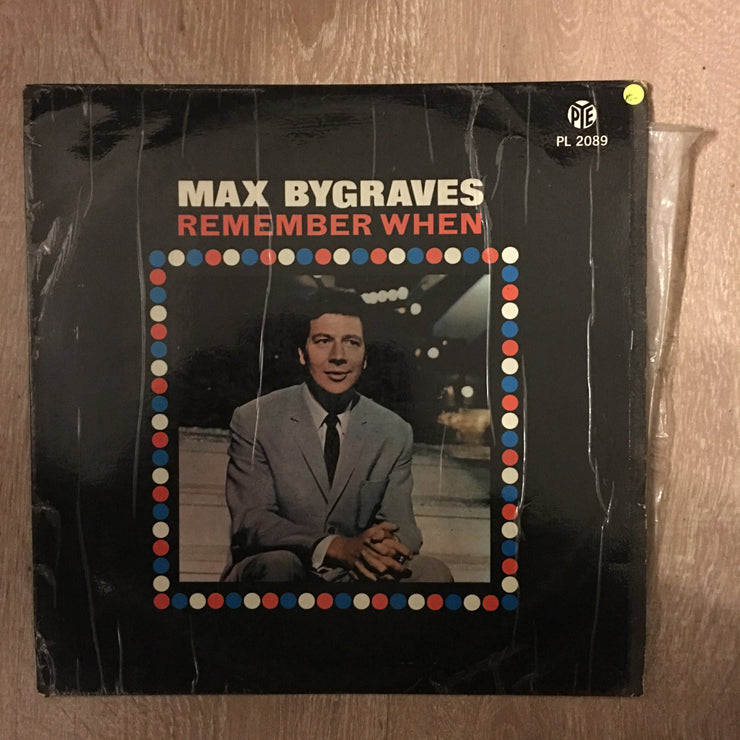 PYE
PL 2089
MAX BYGRAVES
REMEMBER WHEN